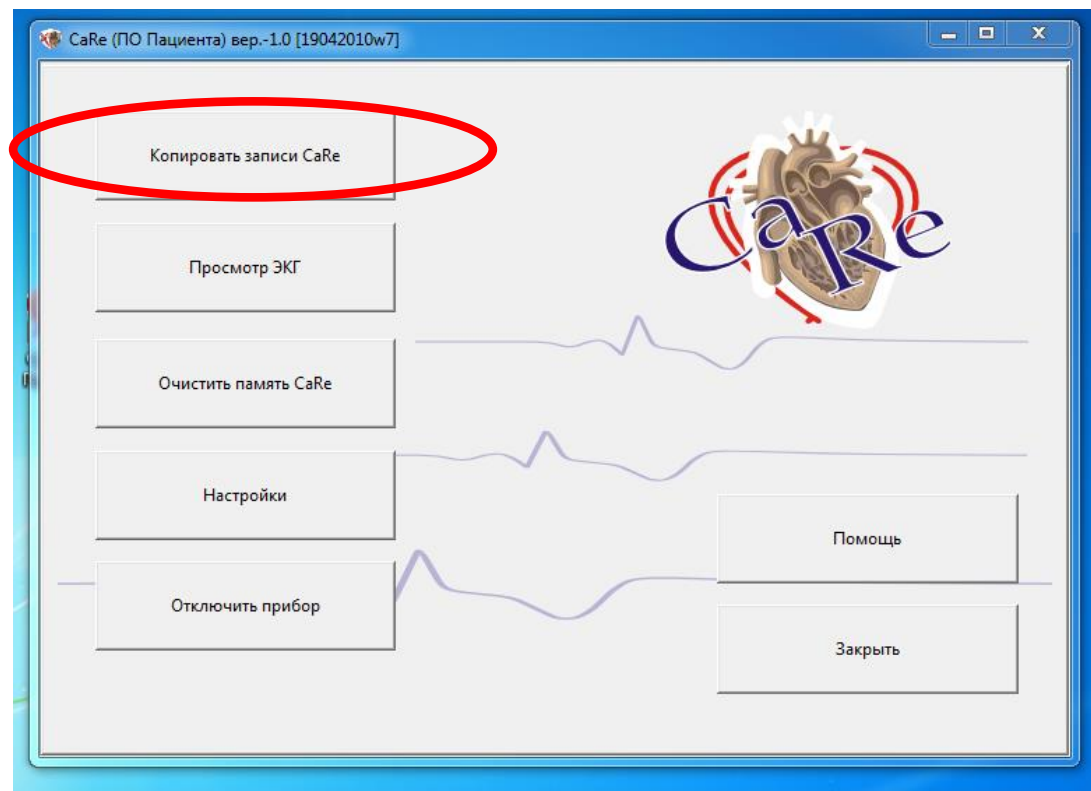 CaRe (ПО Пациента) вер.-1.0 [19042010w7]
Копировать записи CaRe
CaRe
Просмотр ЭКГ
Очистить память CaRe
Настройки
Помощь
Отключить прибор
Закрыть